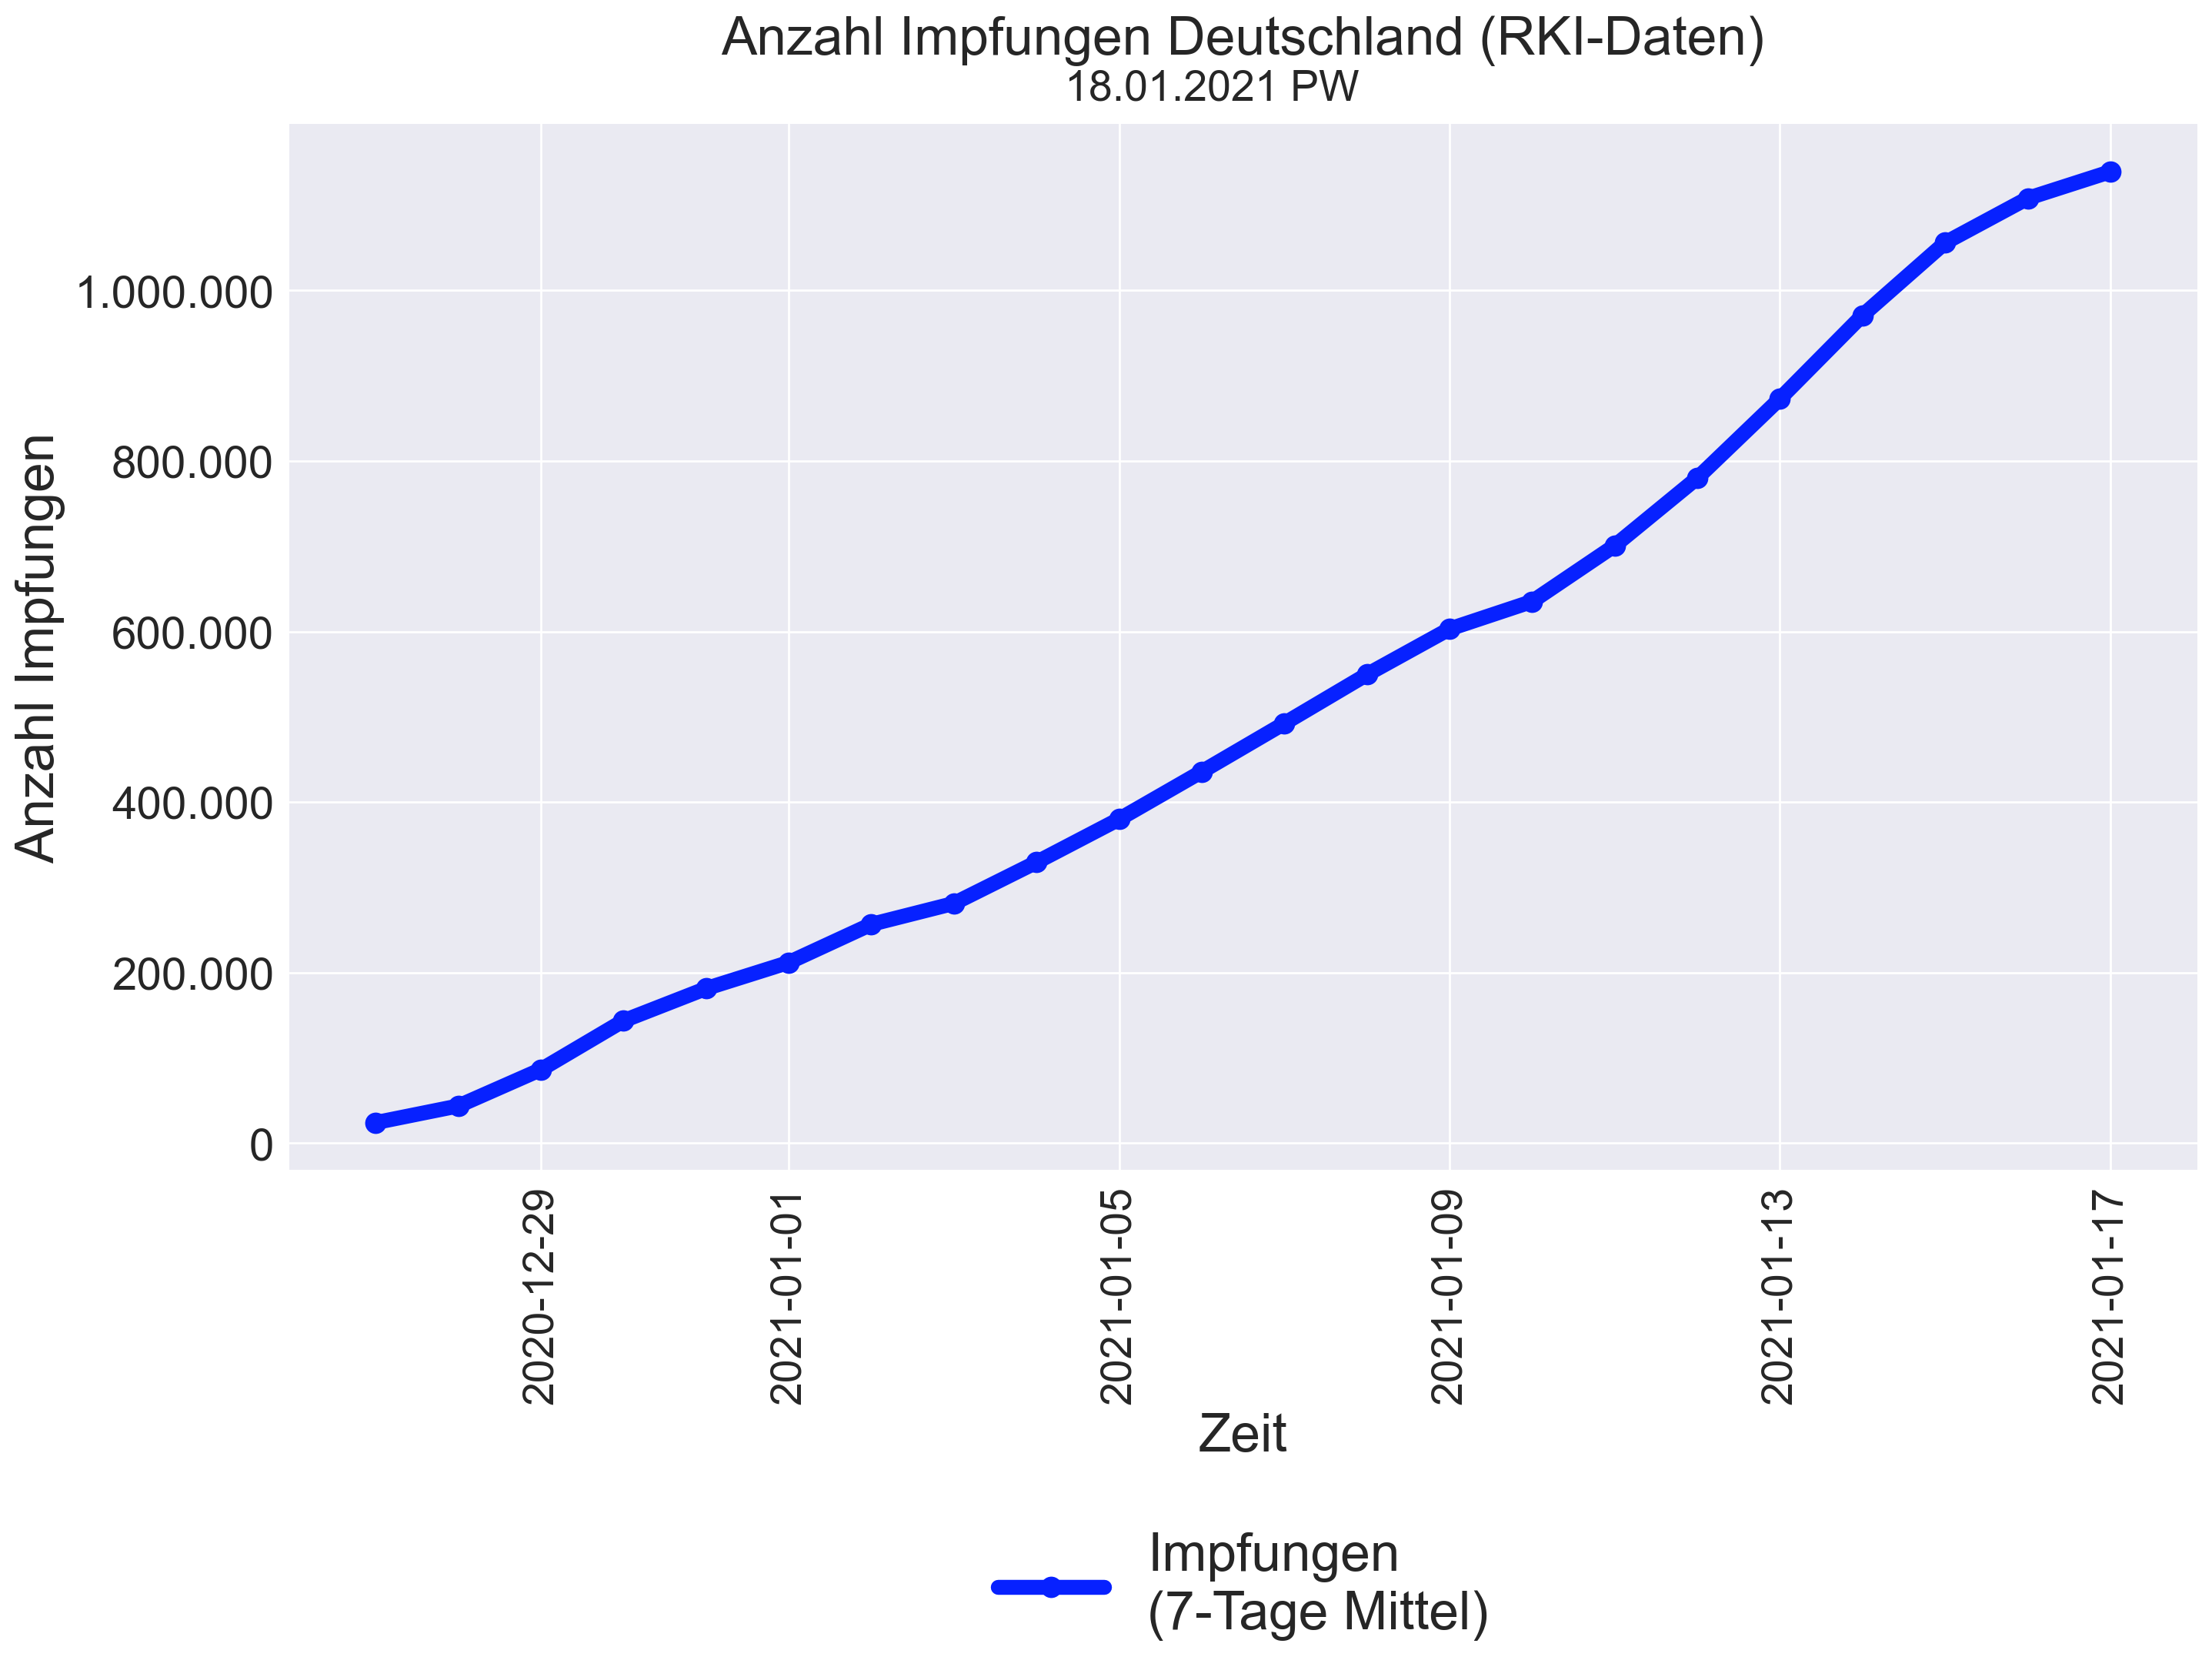 Anzahl Impfungen Deutschland (RKI-Daten)
18.01.2021 PW
Anzahl Impfungen
1.000.000
800.000
600.000
400.000
200.000
0
2020-12-29
2021-01-01
2021-01-05
2021-01-09
2021-01-13
2021-01-17
Zeit
Impfungen
(7-Tage Mittel)